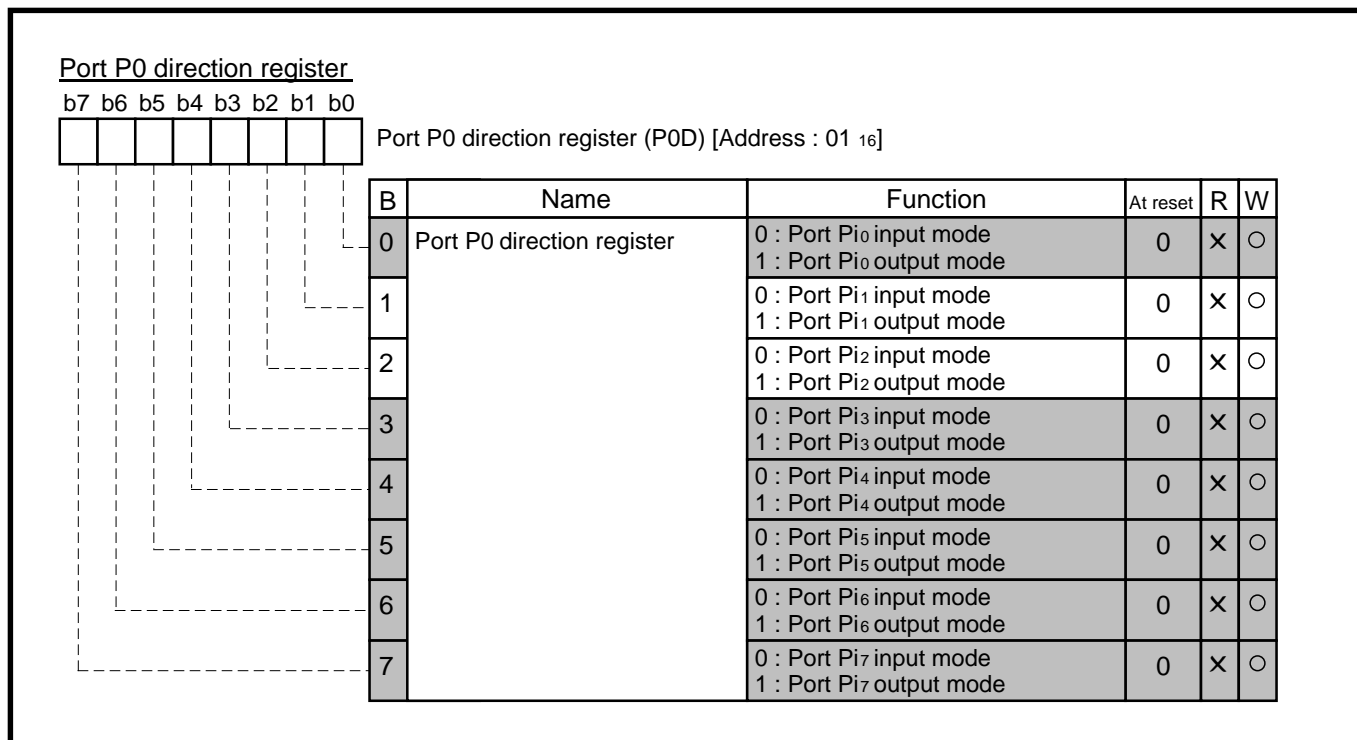 Port P0 direction register
b7 b6 b5 b4 b3 b2 b1 b0
Port P0 direction register (P0D) [Address : 01 16]
B Name Function At reset R W
0 Port P0 direction register 0 : Port Pi0 input mode 0 × ○
1 : Port Pi0 output mode
1 0 : Port Pi1 input mode 0 × ○
1 : Port Pi1 output mode
2 0 : Port Pi2 input mode 0 × ○
1 : Port Pi2 output mode
3 0 : Port Pi3 input mode 0 × ○
1 : Port Pi3 output mode
4 0 : Port Pi4 input mode 0 × ○
1 : Port Pi4 output mode
5 0 : Port Pi5 input mode 0 × ○
1 : Port Pi5 output mode
6 0 : Port Pi6 input mode 0 × ○
1 : Port Pi6 output mode
7 0 : Port Pi7 input mode 0 × ○
1 : Port Pi7 output mode